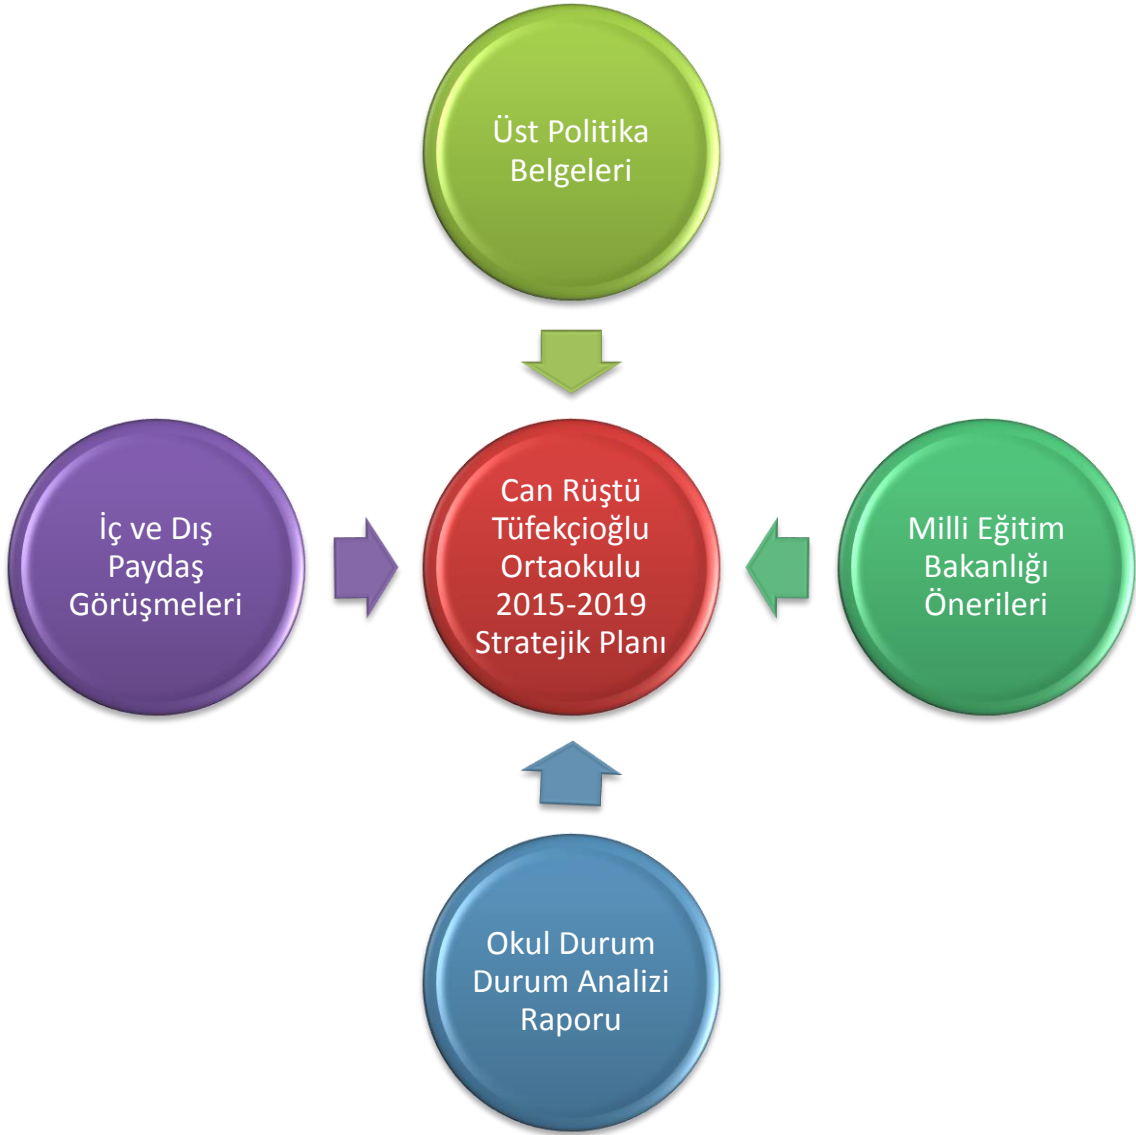 Üst Politika
Belgeleri
İç ve Dış
Paydaş
Görüşmeleri
Can Rüştü
Tüfekçioğlu
Ortaokulu
2015-2019
Stratejik Planı
Milli Eğitim
Bakanlığı
Önerileri
Okul Durum
Durum Analizi
Raporu